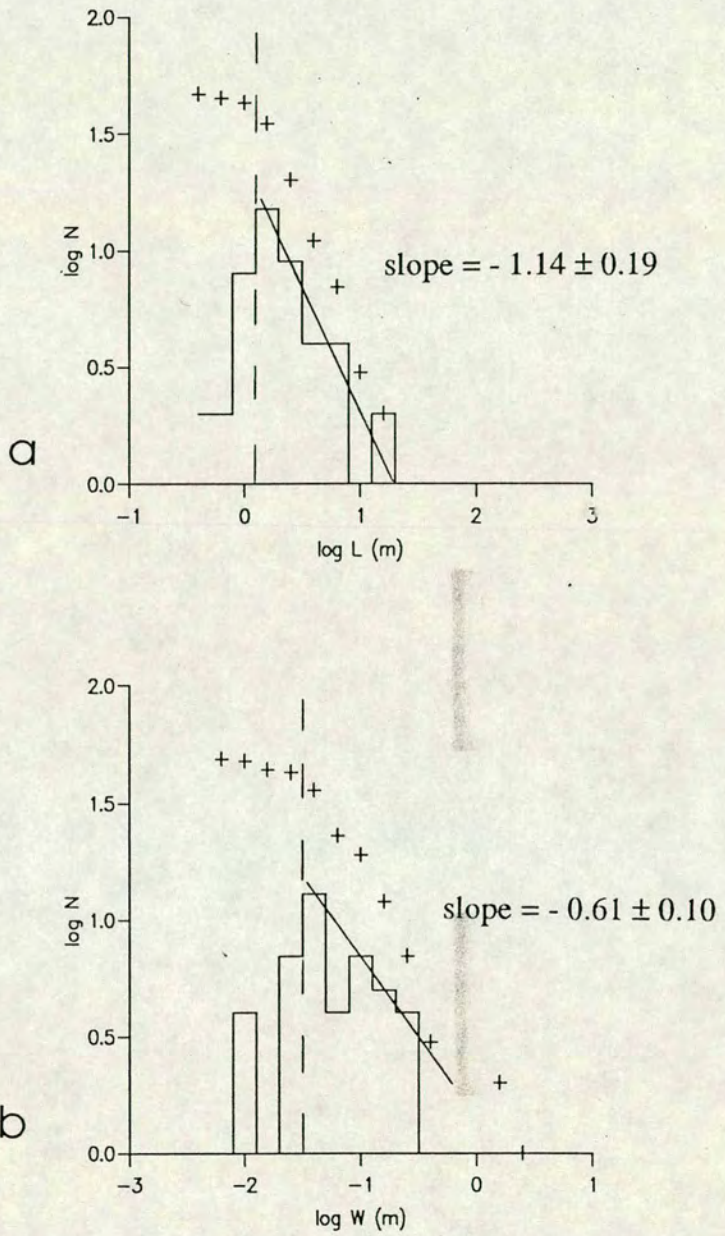 2.0
1.5
1.0
0.5
0.0
log N
slope = - 1.14 ± 0.19
a
−1 0 1 2 3
log L (m)
2.0
1.5
1.0
0.5
0.0
log N
slope = - 0.61 ± 0.10
b
−3 −2 −1 0 1
log W (m)